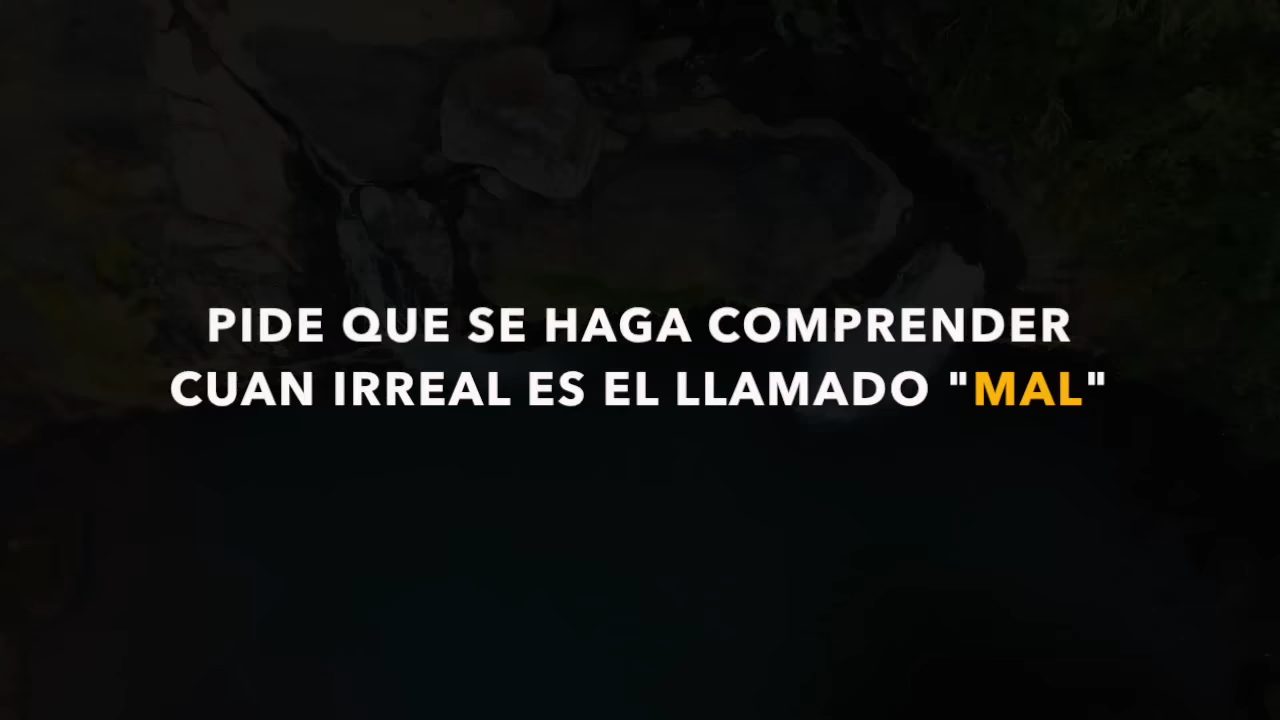 PIDE QUE SE HAGA COMPRENDER
CUAN IRREAL ES EL LLAMADO "MAL"